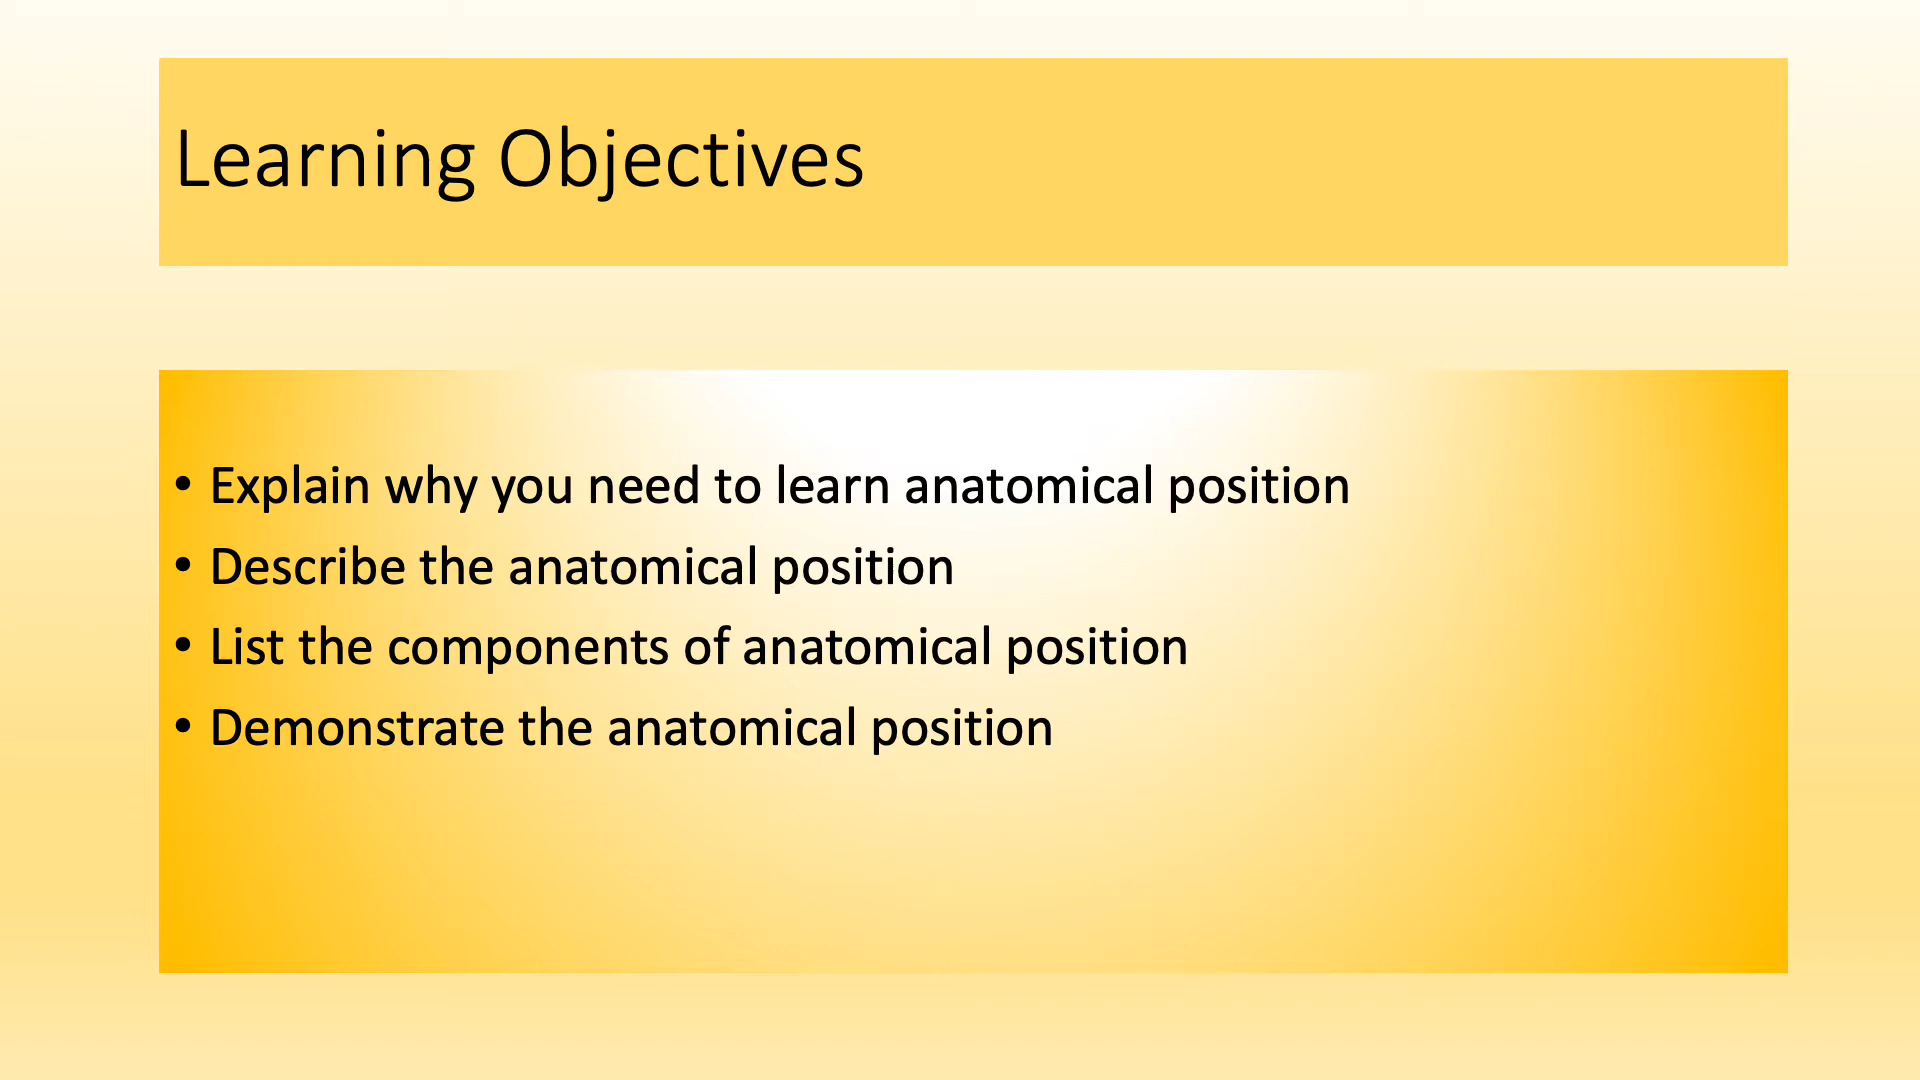 Learning Objectives
• Explain why you need to learn anatomical position
• Describe the anatomical position
• List the components of anatomical position
• Demonstrate the anatomical position